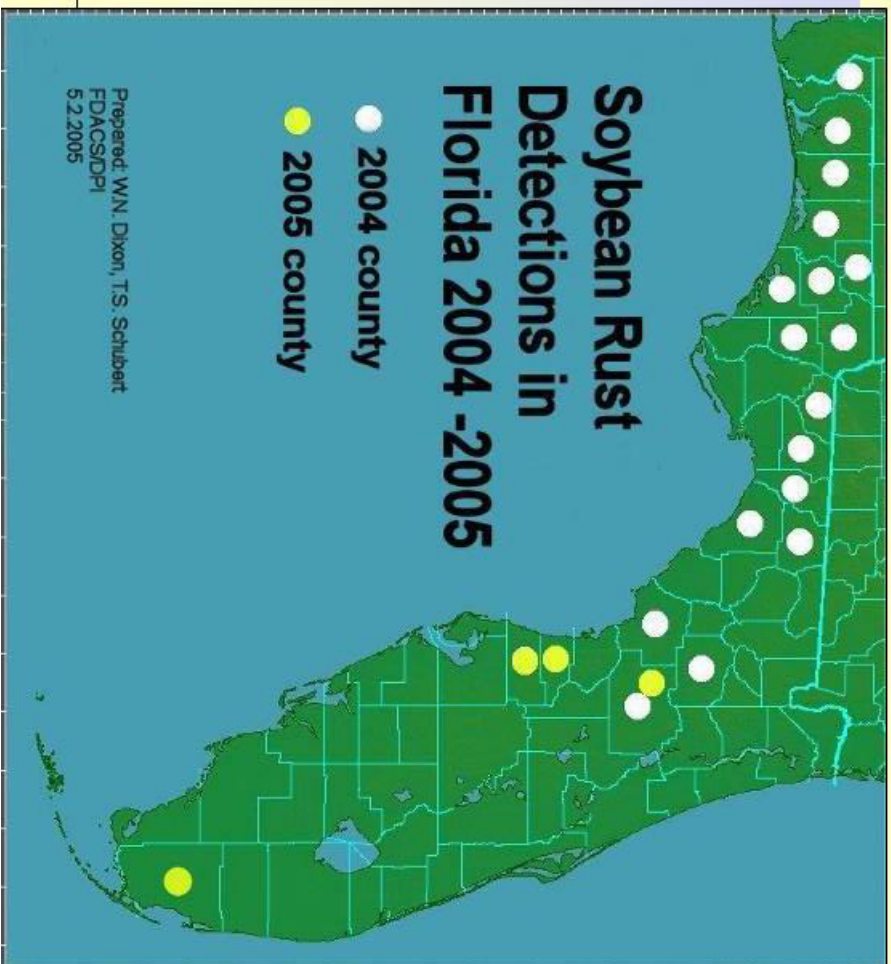 Soybean Rust
Detections in
Florida 2004 -2005
2004 county
2005 county
Prepared: W.N. Dixon, T.S. Schubert
FDACS/DPI
5.2.2005